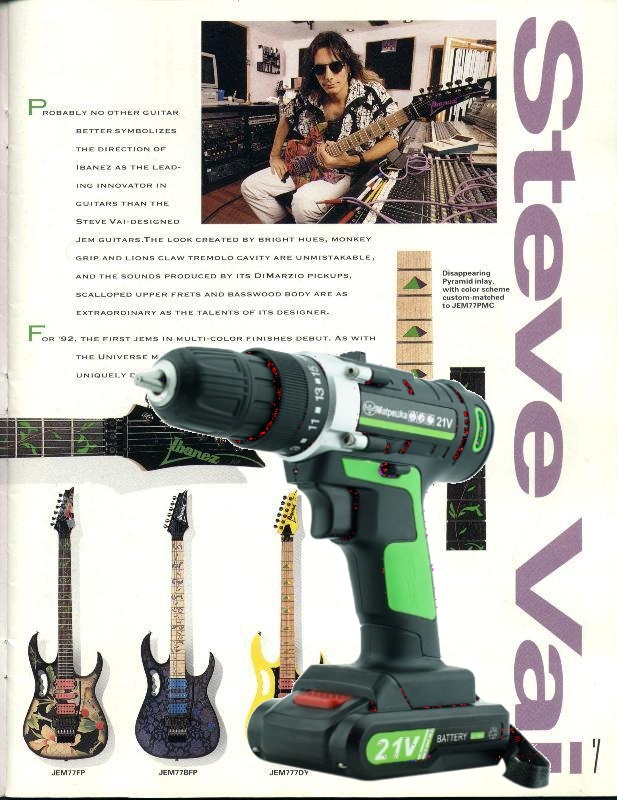 Steve Vai
PROBABLY NO OTHER GUITAR
BETTER SYMBOLIZES
THE DIRECTION OF
IBANEZ AS THE LEAD-
ING INNOVATOR IN
GUITARS THAN THE
STEVE VAI-DESIGNED
JEM GUITARS.THE LOOK CREATED BY BRIGHT HUES, MONKEY
GRIP AND LIONS CLAW TREMOLO CAVITY ARE UNMISTAKABLE,
AND THE SOUNDS PRODUCED BY ITS DIMARZIO PICKUPS,
SCALLOPED UPPER FRETS AND BASSWOOD BODY ARE AS
EXTRAORDINARY AS THE TALENTS OF ITS DESIGNER.
FOR '92, THE FIRST JEMS IN MULTI-COLOR FINISHES DEBUT. AS WITH
THE UNIVERSE
UNIQUELY
Disappearing
Pyramid inlay,
with color scheme
custom-matched
to JEM77PMC
11 13 15
Матрешка 21V
Ibanez
21V BATTERY
JEM77FP
JEM77BFP
JEM777DY